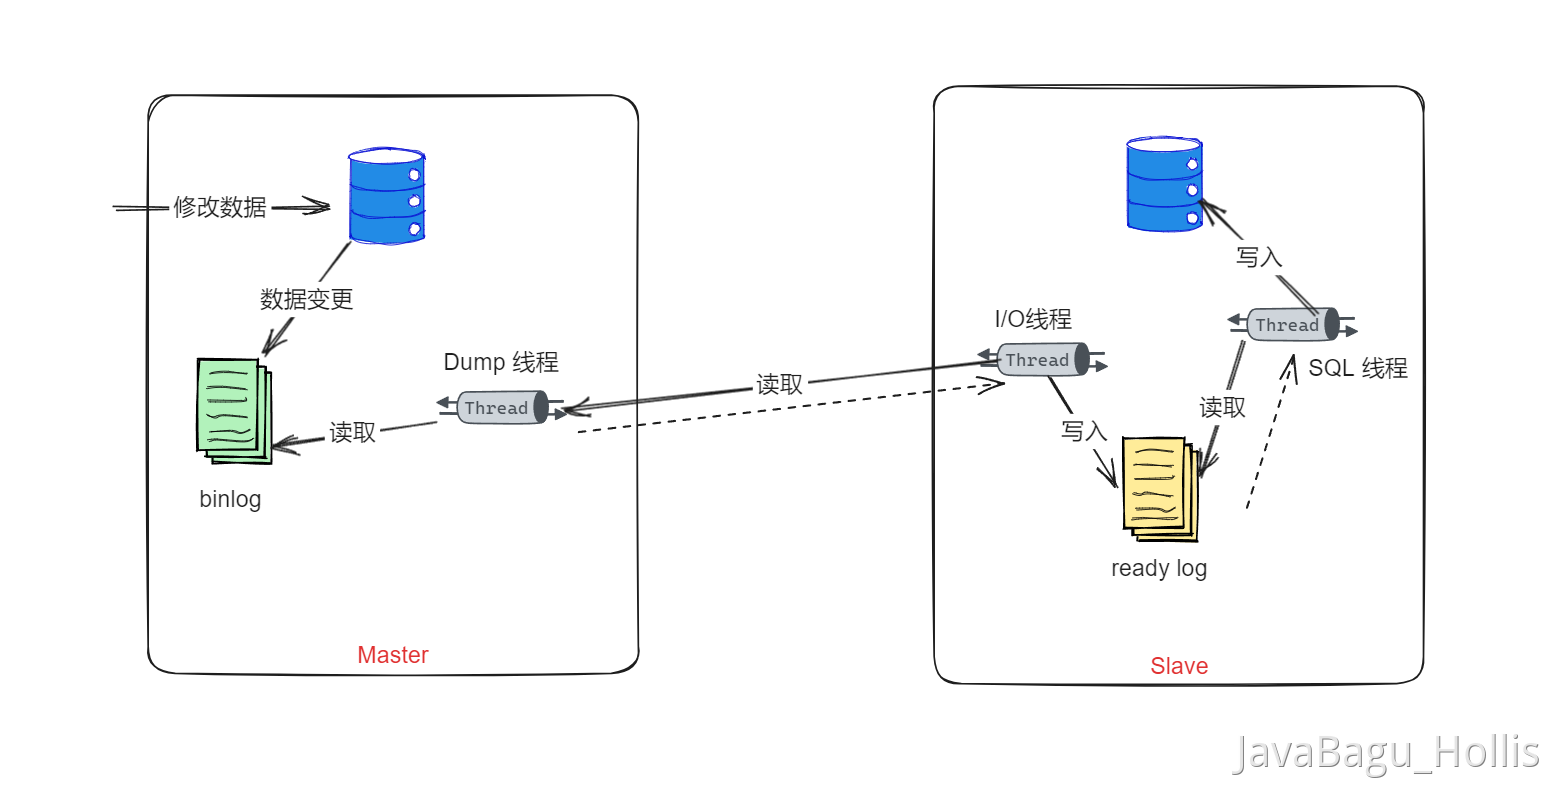 修改数据
数据变更
binlog
Dump 线程
Thread
读取
Master
读取
I/O线程
Thread
写入
ready log
读取
Thread
SQL 线程
写入
Slave
JavaBagu_Hollis